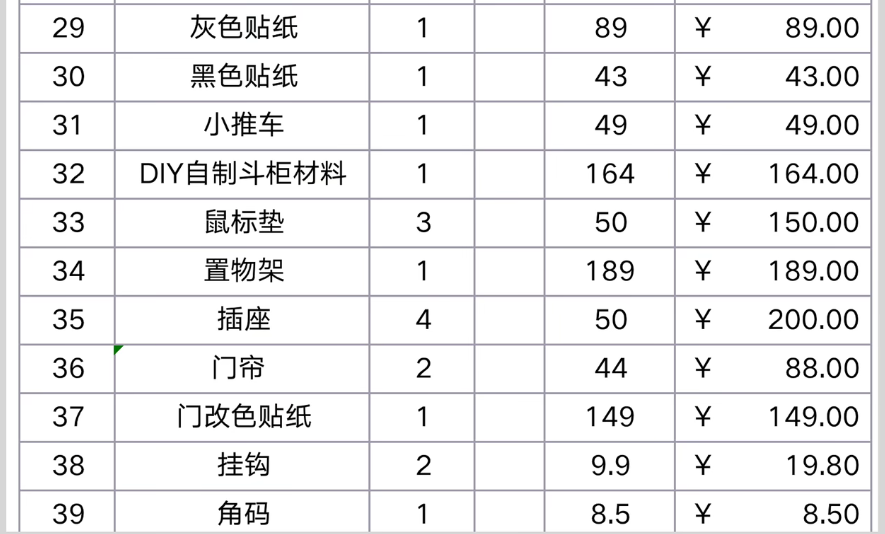 29 灰色贴纸 1 89 ¥ 89.00
30 黑色贴纸 1 43 ¥ 43.00
31 小推车 1 49 ¥ 49.00
32 DIY自制斗柜材料 1 164 ¥ 164.00
33 鼠标垫 3 50 ¥ 150.00
34 置物架 1 189 ¥ 189.00
35 插座 4 50 ¥ 200.00
36 门帘 2 44 ¥ 88.00
37 门改色贴纸 1 149 ¥ 149.00
38 挂钩 2 9.9 ¥ 19.80
39 角码 1 8.5 ¥ 8.50